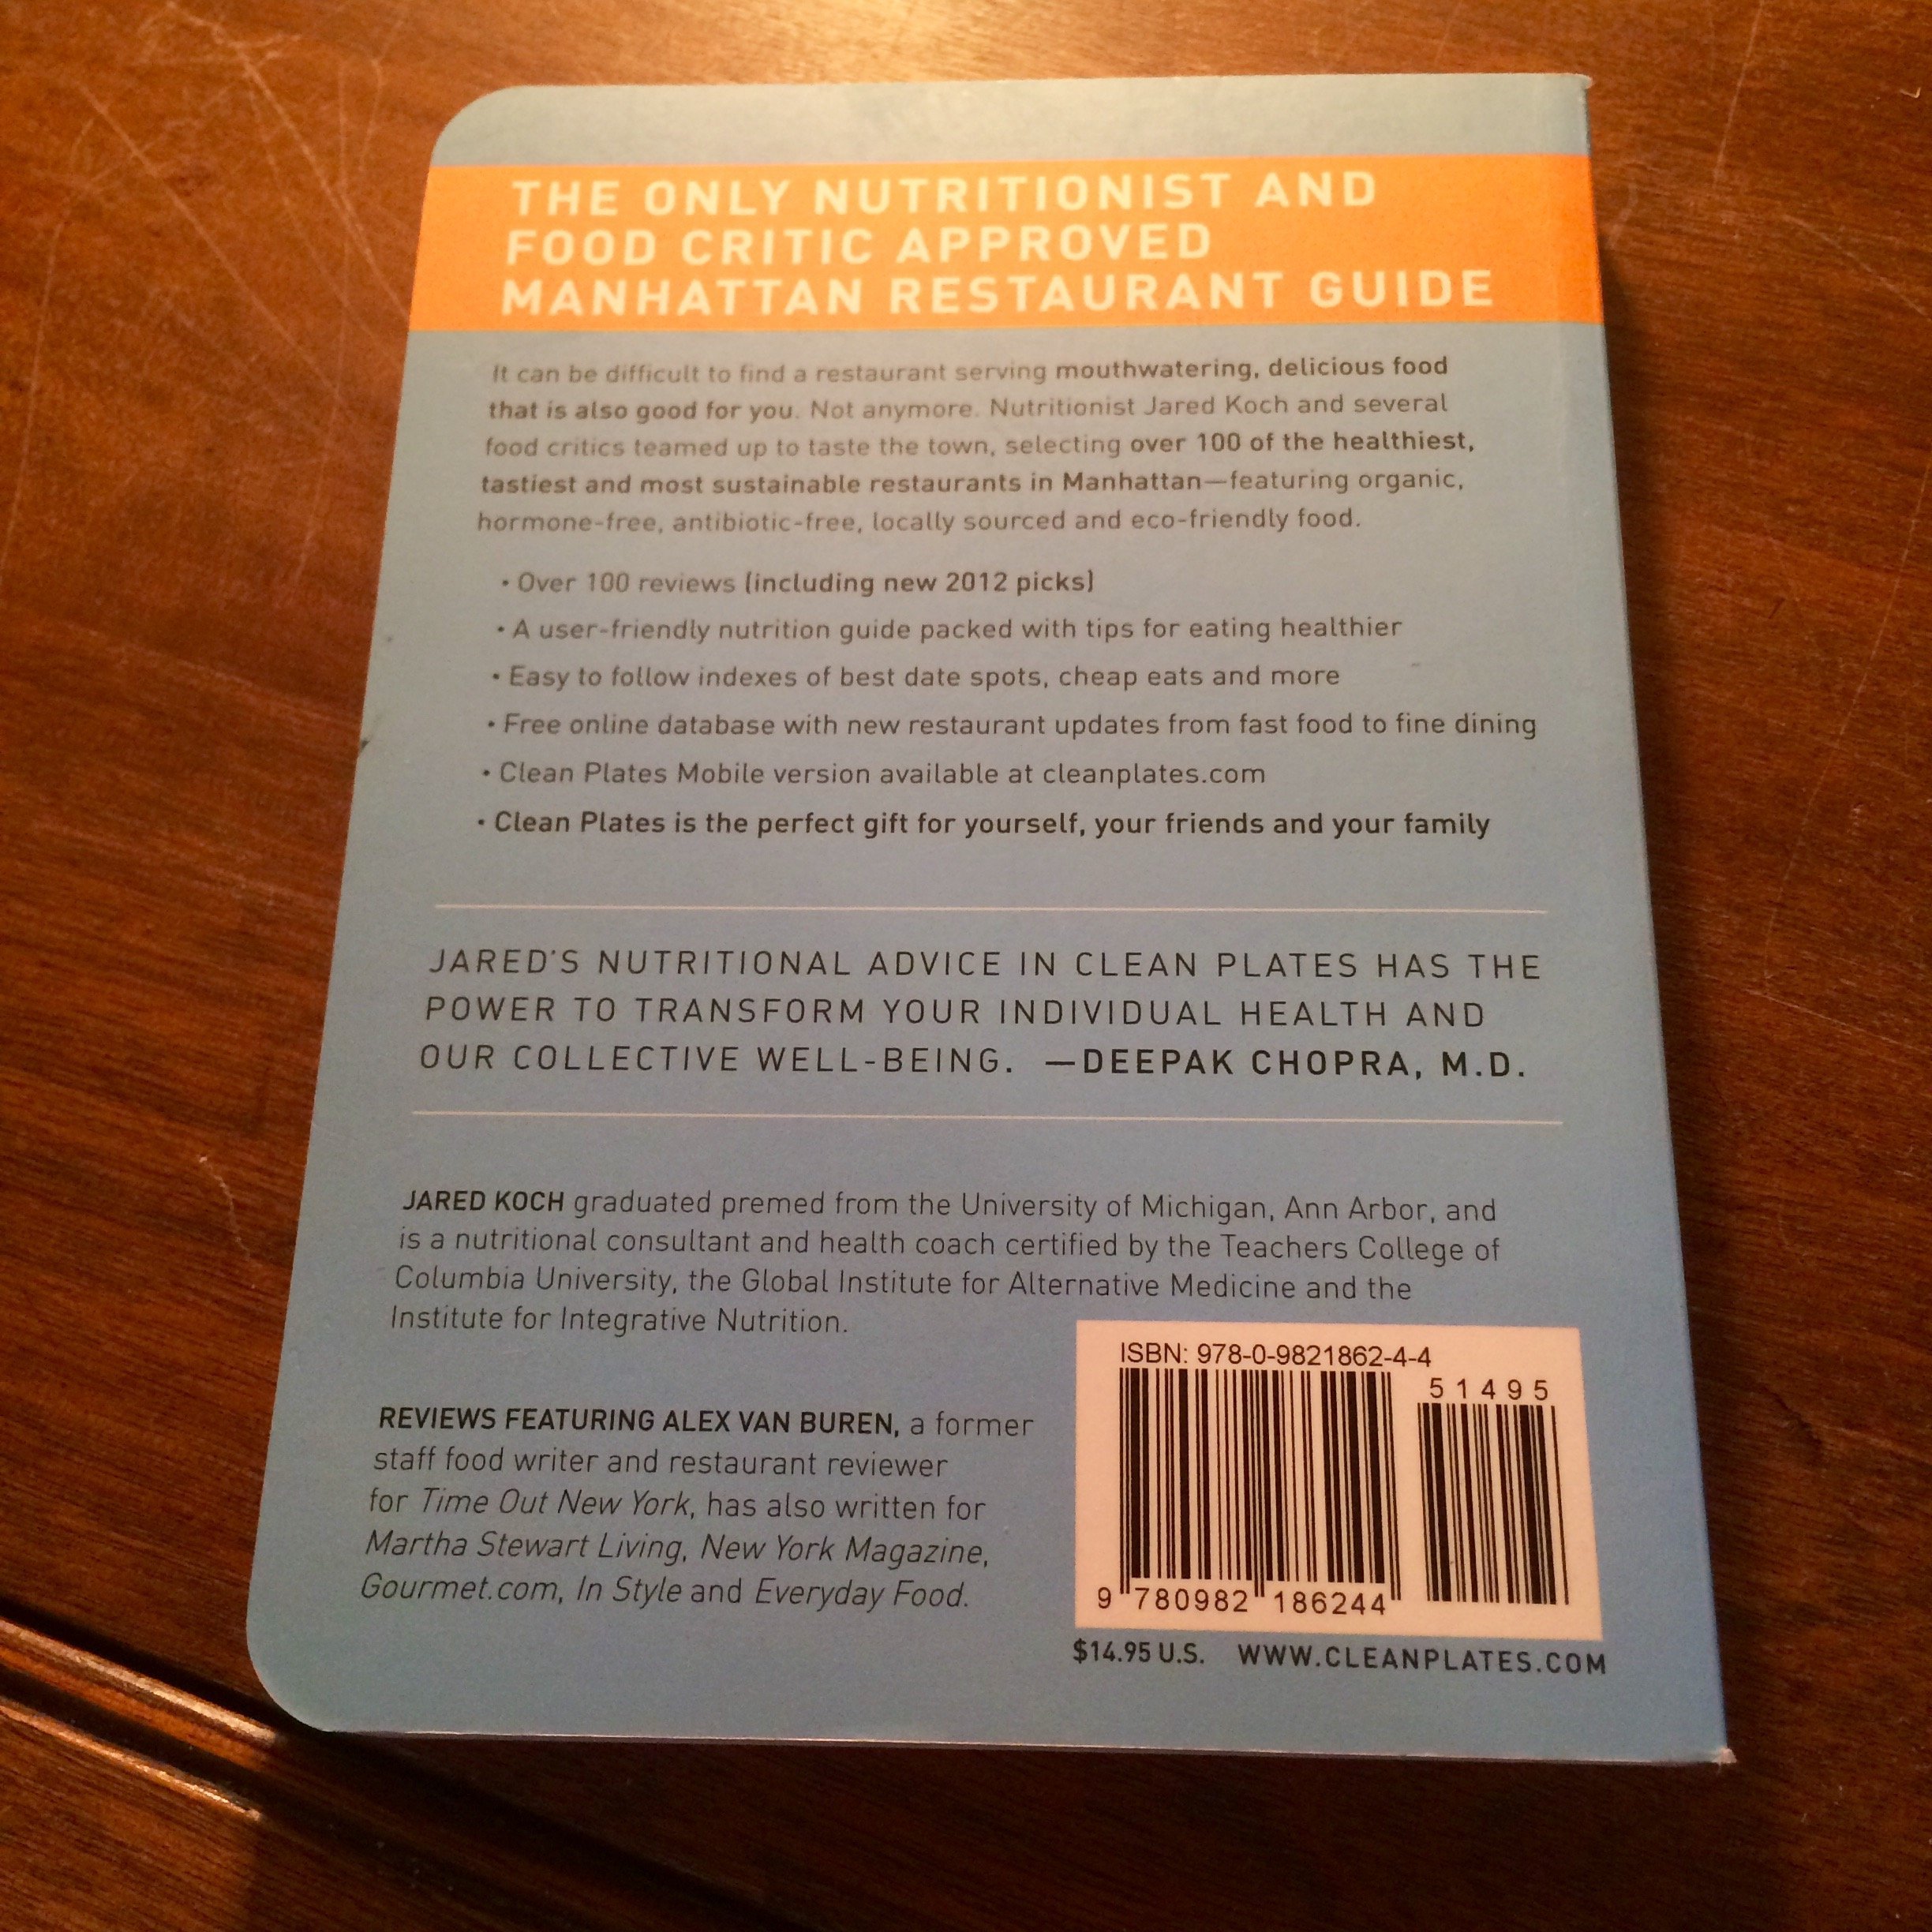 THE ONLY NUTRITIONIST AND
FOOD CRITIC APPROVED
MANHATTAN RESTAURANT GUIDE
It can be difficult to find a restaurant serving mouthwatering, delicious food
that is also good for you. Not anymore. Nutritionist Jared Koch and several
food critics teamed up to taste the town, selecting over 100 of the healthiest,
tastiest and most sustainable restaurants in Manhattan—featuring organic,
hormone-free, antibiotic-free, locally sourced and eco-friendly food.
• Over 100 reviews (including new 2012 picks)
• A user-friendly nutrition guide packed with tips for eating healthier
• Easy to follow indexes of best date spots, cheap eats and more
• Free online database with new restaurant updates from fast food to fine dining
• Clean Plates Mobile version available at cleanplates.com
• Clean Plates is the perfect gift for yourself, your friends and your family
JARED'S NUTRITIONAL ADVICE IN CLEAN PLATES HAS THE
POWER TO TRANSFORM YOUR INDIVIDUAL HEALTH AND
OUR COLLECTIVE WELL-BEING. —DEEPAK CHOPRA, M.D.
JARED KOCH graduated premed from the University of Michigan, Ann Arbor, and
is a nutritional consultant and health coach certified by the Teachers College of
Columbia University, the Global Institute for Alternative Medicine and the
Institute for Integrative Nutrition.
REVIEWS FEATURING ALEX VAN BUREN, a former
staff food writer and restaurant reviewer
for Time Out New York, has also written for
Martha Stewart Living, New York Magazine,
Gourmet.com, In Style and Everyday Food.
ISBN: 978-0-9821862-4-4
51495
9 780982 186244
$14.95 U.S. WWW.CLEANPLATES.COM